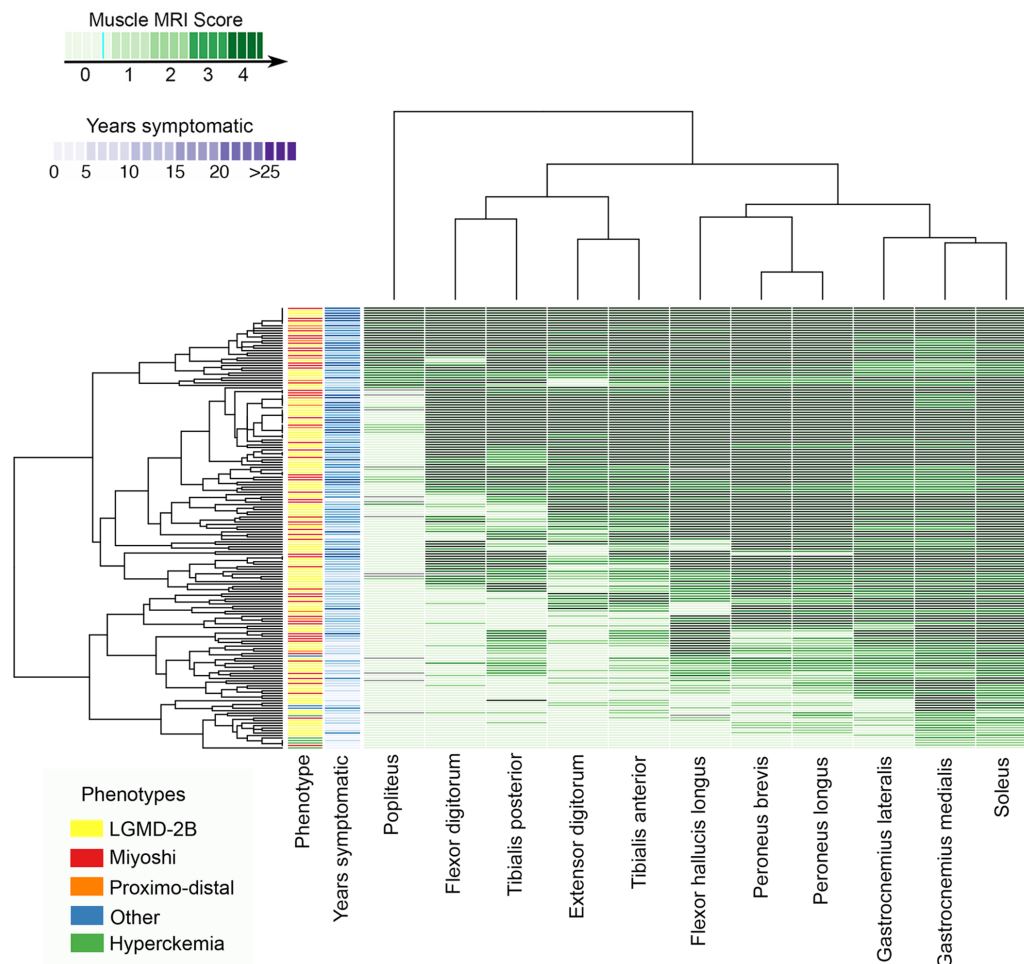 Muscle MRI Score
0 1 2 3 4
Years symptomatic
0 5 10 15 20 >25
Phenotype
Years symptomatic
Popliteus
Flexor digitorum
Tibialis posterior
Extensor digitorum
Tibialis anterior
Flexor hallucis longus
Peroneus brevis
Peroneus longus
Gastrocnemius lateralis
Gastrocnemius medialis
Soleus
Phenotypes
LGMD-2B
Miyoshi
Proximo-distal
Other
Hyperckemia